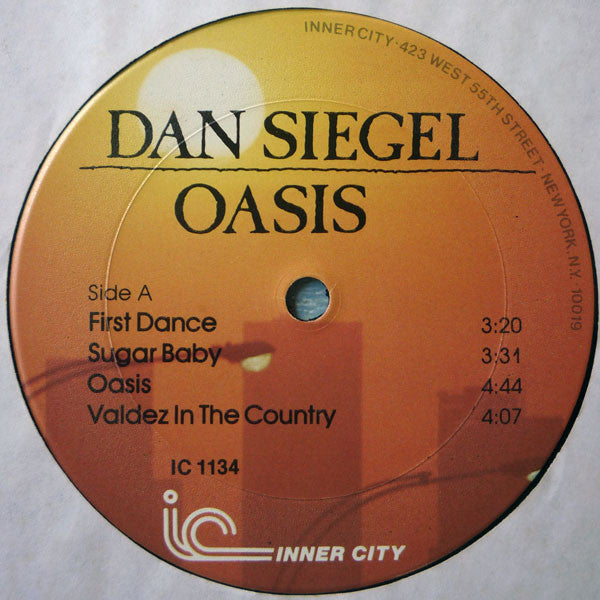 INNER CITY · 423 WEST 55TH STREET · NEW YORK, N.Y. 10019
DAN SIEGEL
OASIS
Side A
First Dance 3:20
Sugar Baby 3:31
Oasis 4:44
Valdez In The Country 4:07
IC 1134
ic INNER CITY